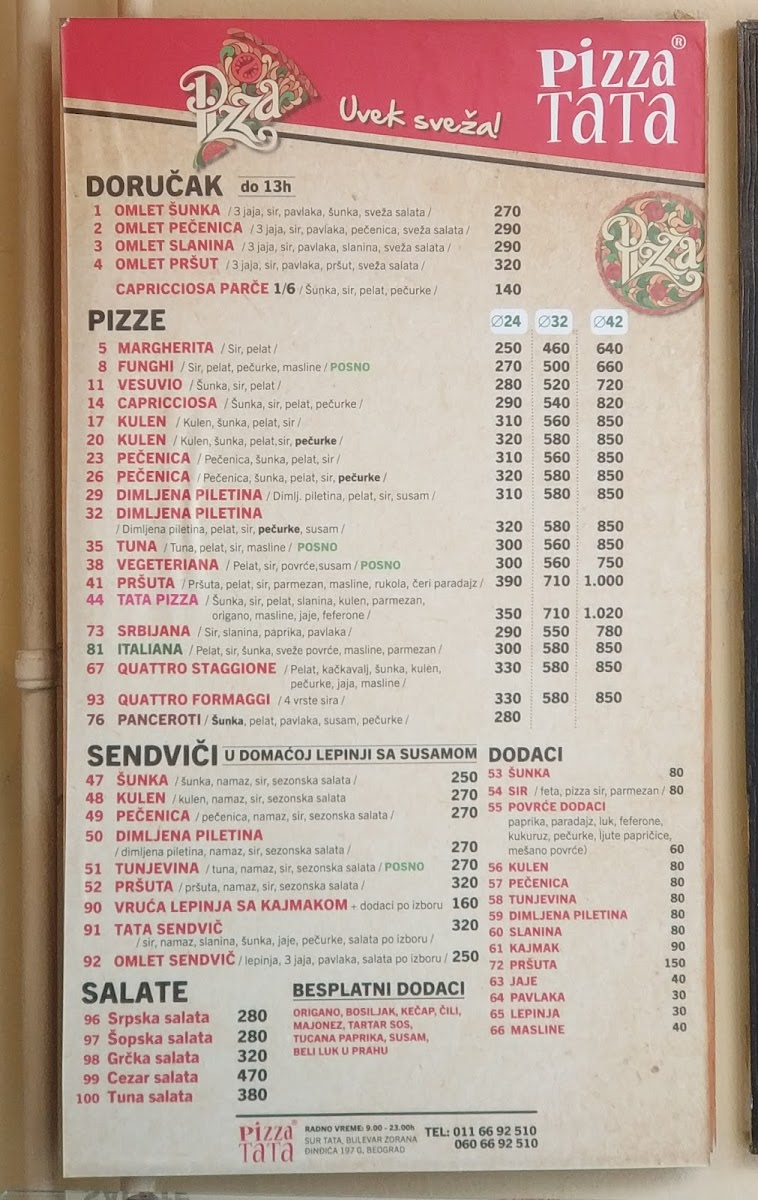 Pizza
Uvek sveža!
Pizza®
TATA
DORUČAK do 13h
1 OMLET ŠUNKA / 3 jaja, sir, pavlaka, šunka, sveža salata / 270
2 OMLET PEČENICA / 3 jaja, sir, pavlaka, pečenica, sveža salata / 290
3 OMLET SLANINA / 3 jaja, sir, pavlaka, slanina, sveža salata / 290
4 OMLET PRŠUT / 3 jaja, sir, pavlaka, pršut, sveža salata / 320
CAPRICCIOSA PARČE 1/6 / Šunka, sir, pelat, pečurke / 140
Pizza
PIZZE ∅24 ∅32 ∅42
5 MARGHERITA / Sir, pelat / 250 460 640
8 FUNGHI / Sir, pelat, pečurke, masline / POSNO 270 500 660
11 VESUVIO / Šunka, sir, pelat / 280 520 720
14 CAPRICCIOSA / Šunka, sir, pelat, pečurke / 290 540 820
17 KULEN / Kulen, šunka, pelat, sir / 310 560 850
20 KULEN / Kulen, šunka, pelat,sir, pečurke / 320 580 850
23 PEČENICA / Pečenica, šunka, pelat, sir / 310 560 850
26 PEČENICA / Pečenica, šunka, pelat, sir, pečurke / 320 580 850
29 DIMLJENA PILETINA / Dimlj. piletina, pelat, sir, susam / 310 580 850
32 DIMLJENA PILETINA
/ Dimljena piletina, pelat, sir, pečurke, susam / 320 580 850
35 TUNA / Tuna, pelat, sir, masline / POSNO 300 560 850
38 VEGETERIANA / Pelat, sir, povrće,susam / POSNO 300 560 750
41 PRŠUTA / Pršuta, pelat, sir, parmezan, masline, rukola, čeri paradajz / 390 710 1.000
44 TATA PIZZA / Šunka, sir, pelat, slanina, kulen, parmezan,
origano, masline, jaje, feferone / 350 710 1.020
73 SRBIJANA / Sir, slanina, paprika, pavlaka / 290 550 780
81 ITALIANA / Pelat, sir, šunka, sveže povrće, masline, parmezan / 300 580 850
67 QUATTRO STAGGIONE / Pelat, kačkavalj, šunka, kulen, 330 580 850
pečurke, jaja, masline /
93 QUATTRO FORMAGGI / 4 vrste sira / 330 580 850
76 PANCEROTI / Šunka, pelat, pavlaka, susam, pečurke / 280
SENDVIČI U DOMAĆOJ LEPINJI SA SUSAMOM
47 ŠUNKA / šunka, namaz, sir, sezonska salata / 250
48 KULEN / kulen, namaz, sir, sezonska salata 270
49 PEČENICA / pečenica, namaz, sir, sezonska salata / 270
50 DIMLJENA PILETINA
/ dimljena piletina, namaz, sir, sezonska salata / 270
51 TUNJEVINA / tuna, namaz, sir, sezonska salata / POSNO 270
52 PRŠUTA / pršuta, namaz, sir, sezonska salata / 320
90 VRUĆA LEPINJA SA KAJMAKOM + dodaci po izboru 160
91 TATA SENDVIČ 320
/ sir, namaz, slanina, šunka, jaje, pečurke, salata po izboru /
92 OMLET SENDVIČ / lepinja, 3 jaja, pavlaka, salata po izboru / 250
DODACI
53 ŠUNKA 80
54 SIR / feta, pizza sir, parmezan / 80
55 POVRĆE DODACI
paprika, paradajz, luk, feferone,
kukuruz, pečurke, ljute papričice,
mešano povrće) 60
56 KULEN 80
57 PEČENICA 80
58 TUNJEVINA 80
59 DIMLJENA PILETINA 80
60 SLANINA 80
61 KAJMAK 90
72 PRŠUTA 150
63 JAJE 40
64 PAVLAKA 30
65 LEPINJA 30
66 MASLINE 40
SALATE
96 Srpska salata 280
97 Šopska salata 280
98 Grčka salata 320
99 Cezar salata 470
100 Tuna salata 380
BESPLATNI DODACI
ORIGANO, BOSILJAK, KEČAP, ČILI,
MAJONEZ, TARTAR SOS,
TUCANA PAPRIKA, SUSAM,
BELI LUK U PRAHU
Pizza®
TATA
RADNO VREME: 9.00 - 23.00h
SUR TATA, BULEVAR ZORANA
ĐINĐIĆA 197 G, BEOGRAD
TEL: 011 66 92 510
060 66 92 510